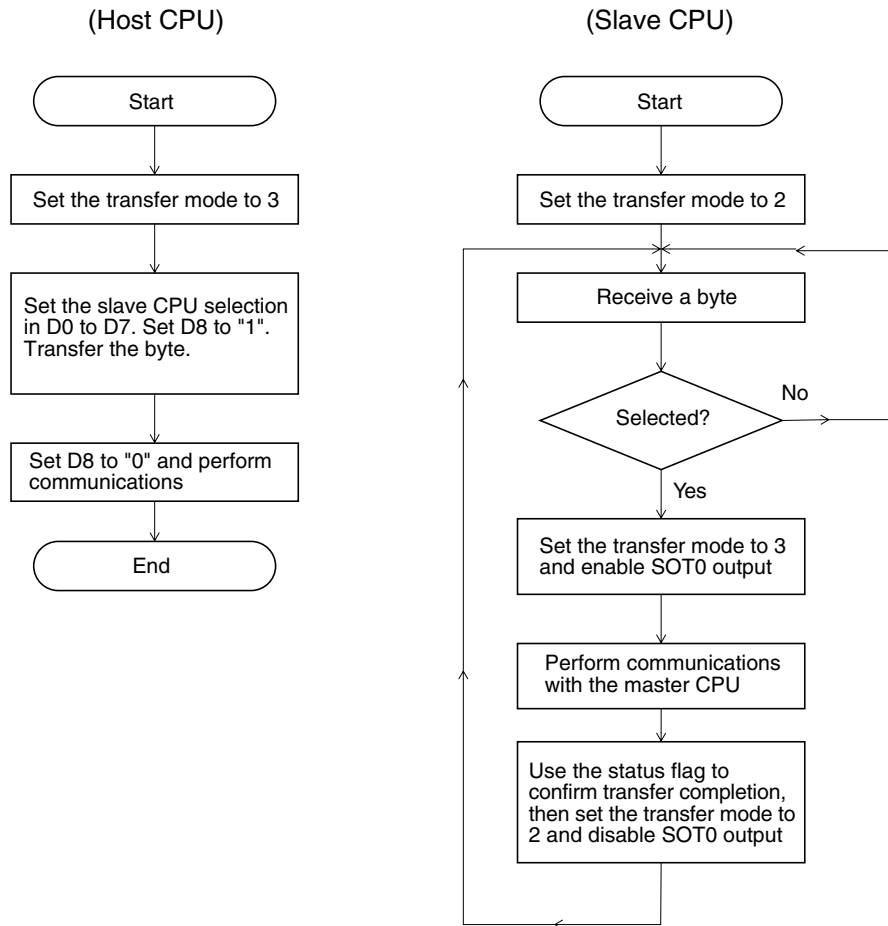 (Host CPU)
Start
Set the transfer mode to 3
Set the slave CPU selection
in D0 to D7. Set D8 to "1".
Transfer the byte.
Set D8 to "0" and perform
communications
End
(Slave CPU)
Start
Set the transfer mode to 2
Receive a byte
Selected?
No
Yes
Set the transfer mode to 3
and enable SOT0 output
Perform communications
with the master CPU
Use the status flag to
confirm transfer completion,
then set the transfer mode to
2 and disable SOT0 output